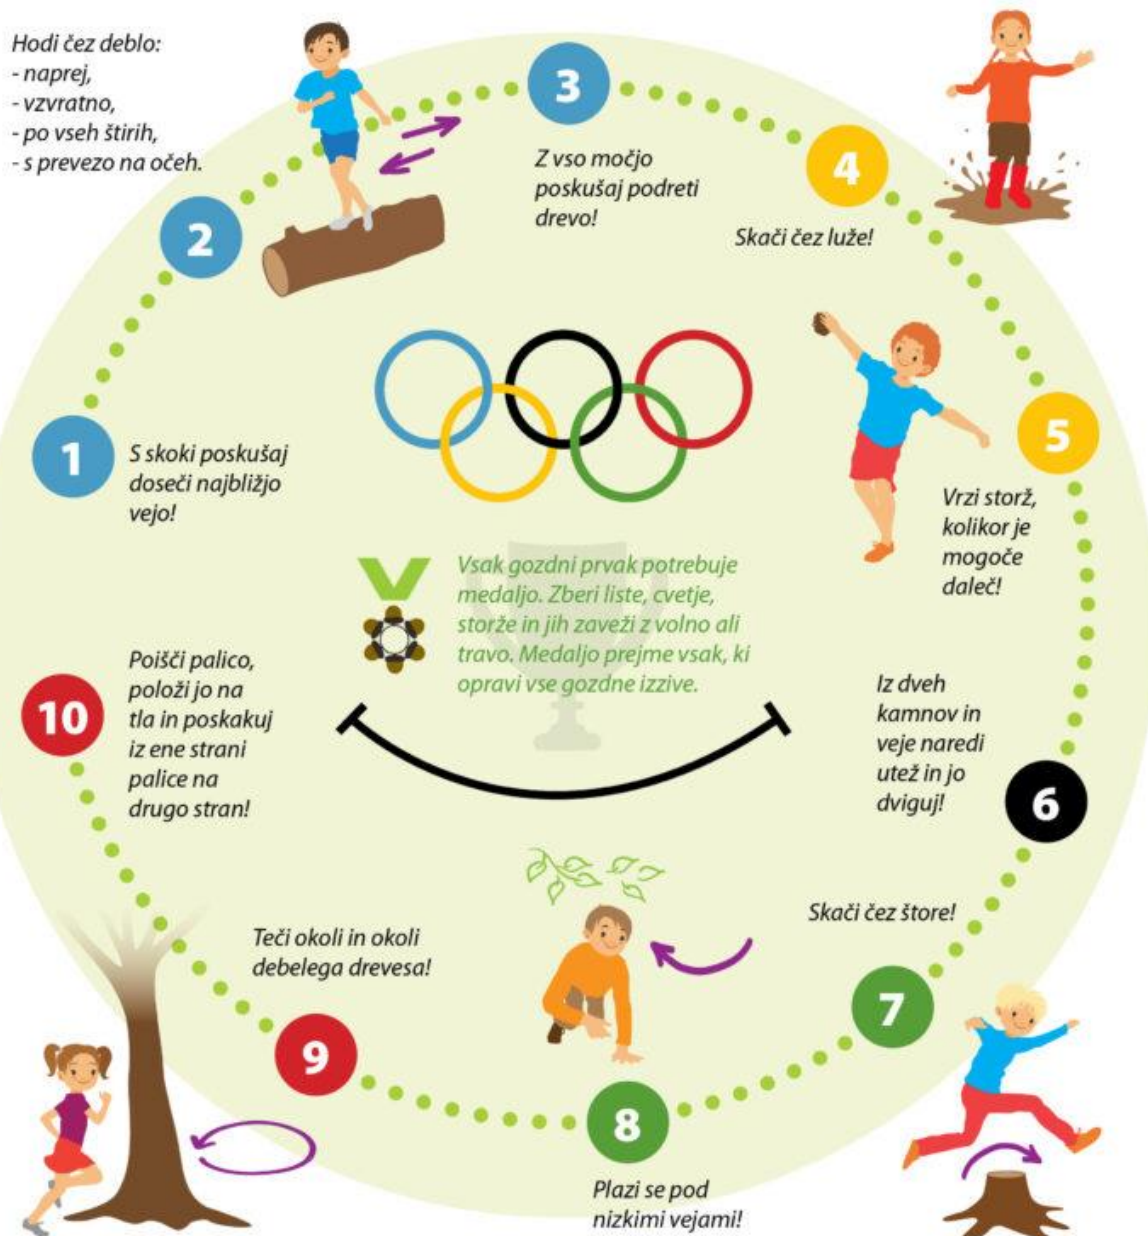 Hodi čez deblo:
- naprej,
- vzvratno,
- po vseh štirih,
- s prevezo na očeh.
3
Z vso močjo
poskušaj podreti
drevo!
4
Skači čez luže!
2
1
S skoki poskušaj
doseči najbližjo
vejo!
5
Vrzi storž,
kolikor je
mogoče
daleč!
Vsak gozdni prvak potrebuje
medaljo. Zberi liste, cvetje,
storže in jih zaveži z volno ali
travo. Medaljo prejme vsak, ki
opravi vse gozdne izzive.
10
Poišči palico,
položi jo na
tla in poskakuj
iz ene strani
palice na
drugo stran!
Iz dveh
kamnov in
veje naredi
utež in jo
dviguj!
6
Skači čez štore!
7
Teči okoli in okoli
debelega drevesa!
9
8
Plazi se pod
nizkimi vejami!